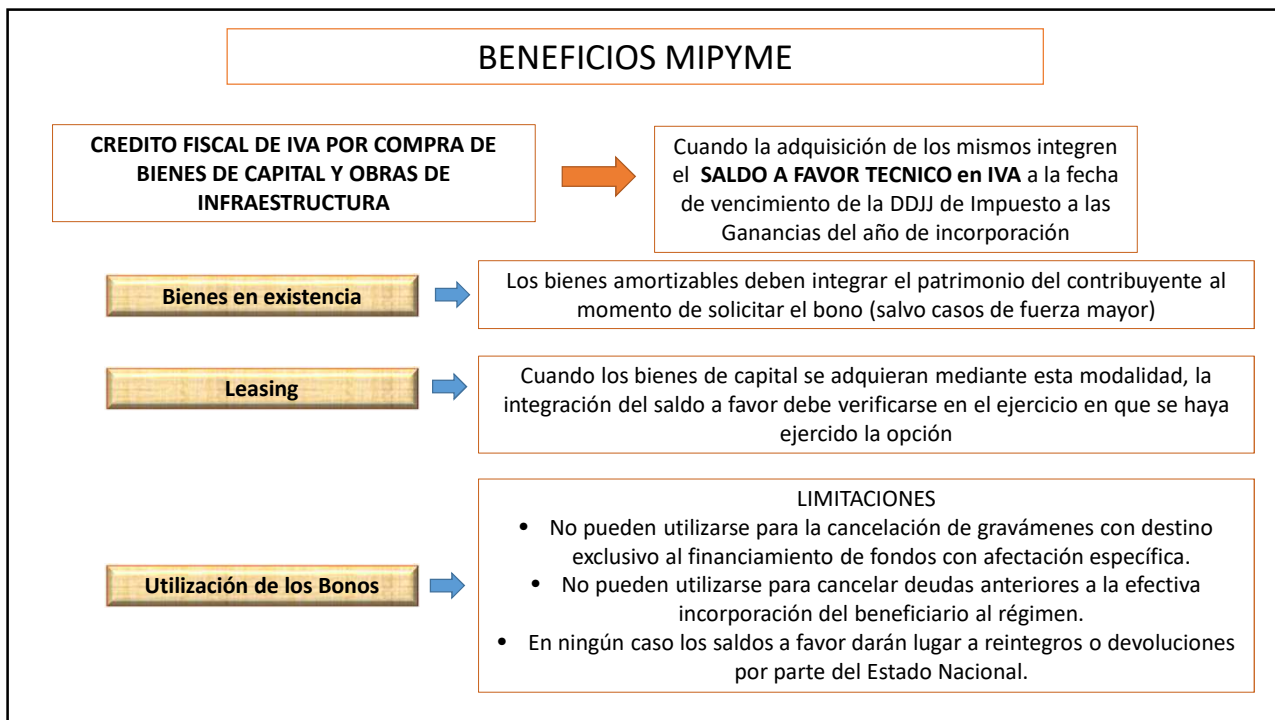 BENEFICIOS MIPYME
CREDITO FISCAL DE IVA POR COMPRA DE
BIENES DE CAPITAL Y OBRAS DE
INFRAESTRUCTURA
Cuando la adquisición de los mismos integren
el SALDO A FAVOR TECNICO en IVA a la fecha
de vencimiento de la DDJJ de Impuesto a las
Ganancias del año de incorporación
Bienes en existencia
Los bienes amortizables deben integrar el patrimonio del contribuyente al
momento de solicitar el bono (salvo casos de fuerza mayor)
Leasing
Cuando los bienes de capital se adquieran mediante esta modalidad, la
integración del saldo a favor debe verificarse en el ejercicio en que se haya
ejercido la opción
Utilización de los Bonos
LIMITACIONES
• No pueden utilizarse para la cancelación de gravámenes con destino
exclusivo al financiamiento de fondos con afectación específica.
• No pueden utilizarse para cancelar deudas anteriores a la efectiva
incorporación del beneficiario al régimen.
• En ningún caso los saldos a favor darán lugar a reintegros o devoluciones
por parte del Estado Nacional.